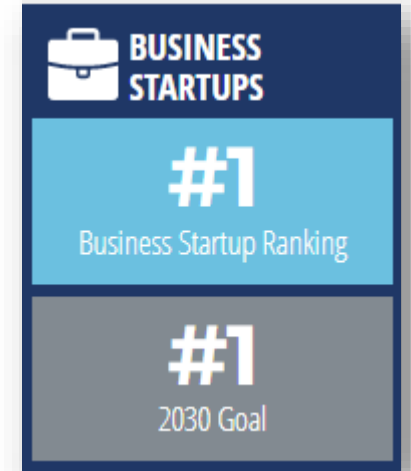 BUSINESS
STARTUPS
#1
Business Startup Ranking
#1
2030 Goal